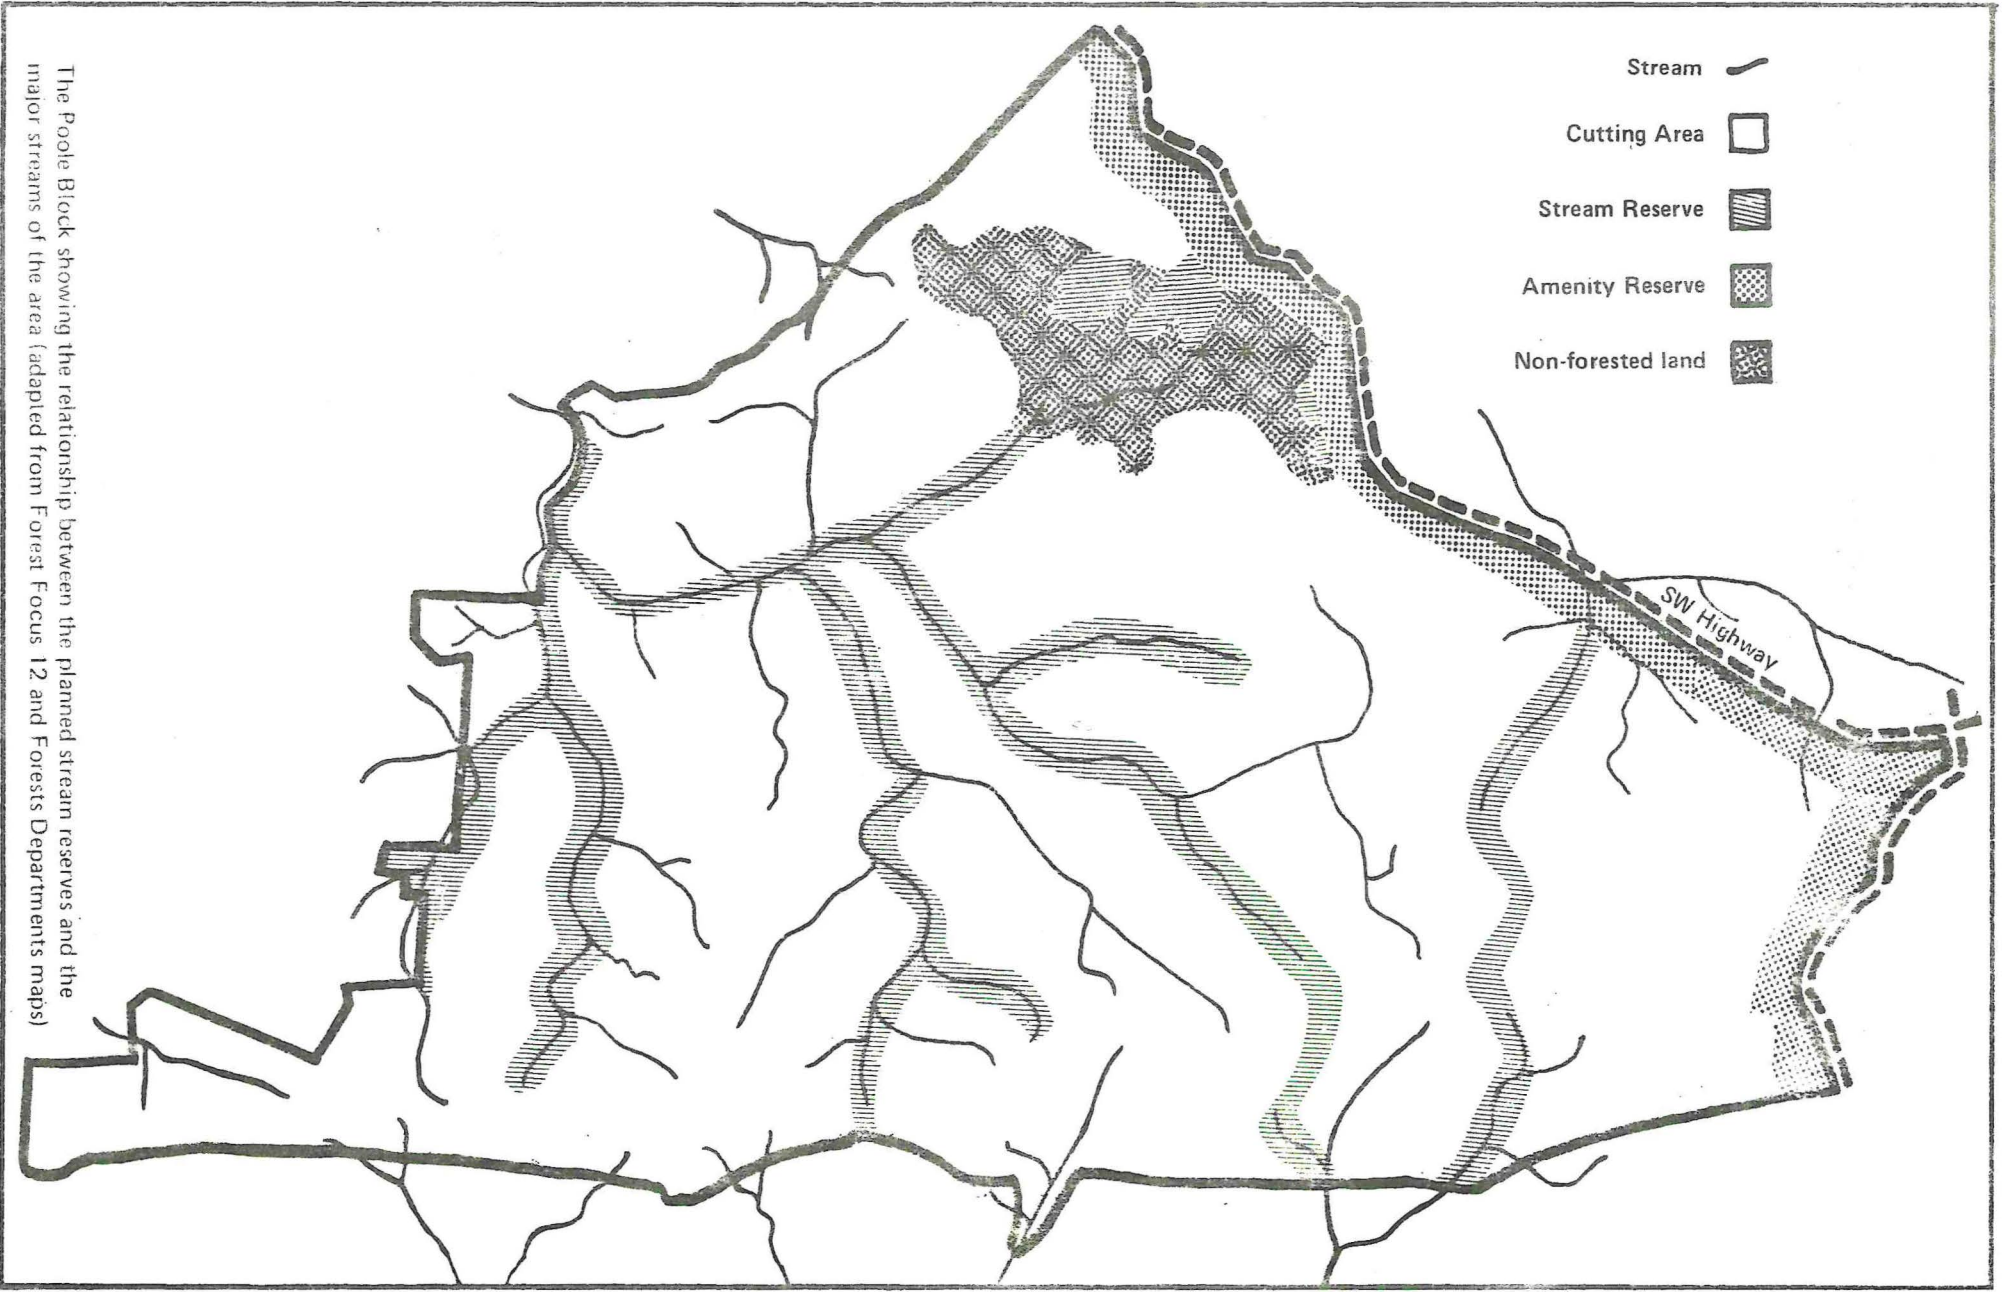 Stream
Cutting Area
Stream Reserve
Amenity Reserve
Non-forested land
SW Highway
The Poole Block showing the relationship between the planned stream reserves and the
major streams of the area (adapted from Forest Focus 12 and Forests Departments maps)